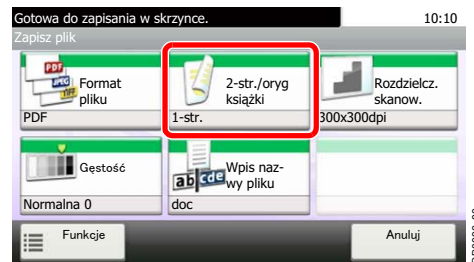 Gotowa do zapisania w skrzynce.
10:10
Zapisz plik
PDF
JPEG
TIFF
Format
pliku
PDF
2-str./oryg
książki
1-str.
Rozdzielcz.
skanow.
300x300dpi
Gęstość
Normalna 0
ab cde
Wpis naz-
wy pliku
doc
Funkcje
Anuluj